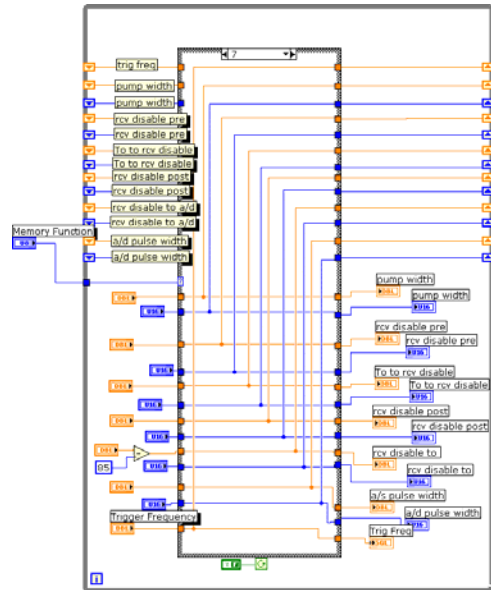 7
trig freq
pump width
pump width
rcv disable pre
rcv disable pre
To to rcv disable
To to rcv disable
rcv disable post
rcv disable post
rcv disable to a/d
rcv disable to a/d
Memory Function
a/d pulse width
a/d pulse width
pump width
DBL
pump width
U16
DBL
U16
rcv disable pre
DBL
rcv disable pre
U16
DBL
U16
To to rcv disable
DBL
To to rcv disable
U16
DBL
U16
rcv disable post
DBL
rcv disable post
U16
DBL
U16
rcv disable to
DBL
rcv disable to
U16
DBL
85
U16
a/s pulse width
DBL
a/d pulse width
U16
DBL
U16
Trigger Frequency
DBL
Trig Freq
SGL
i